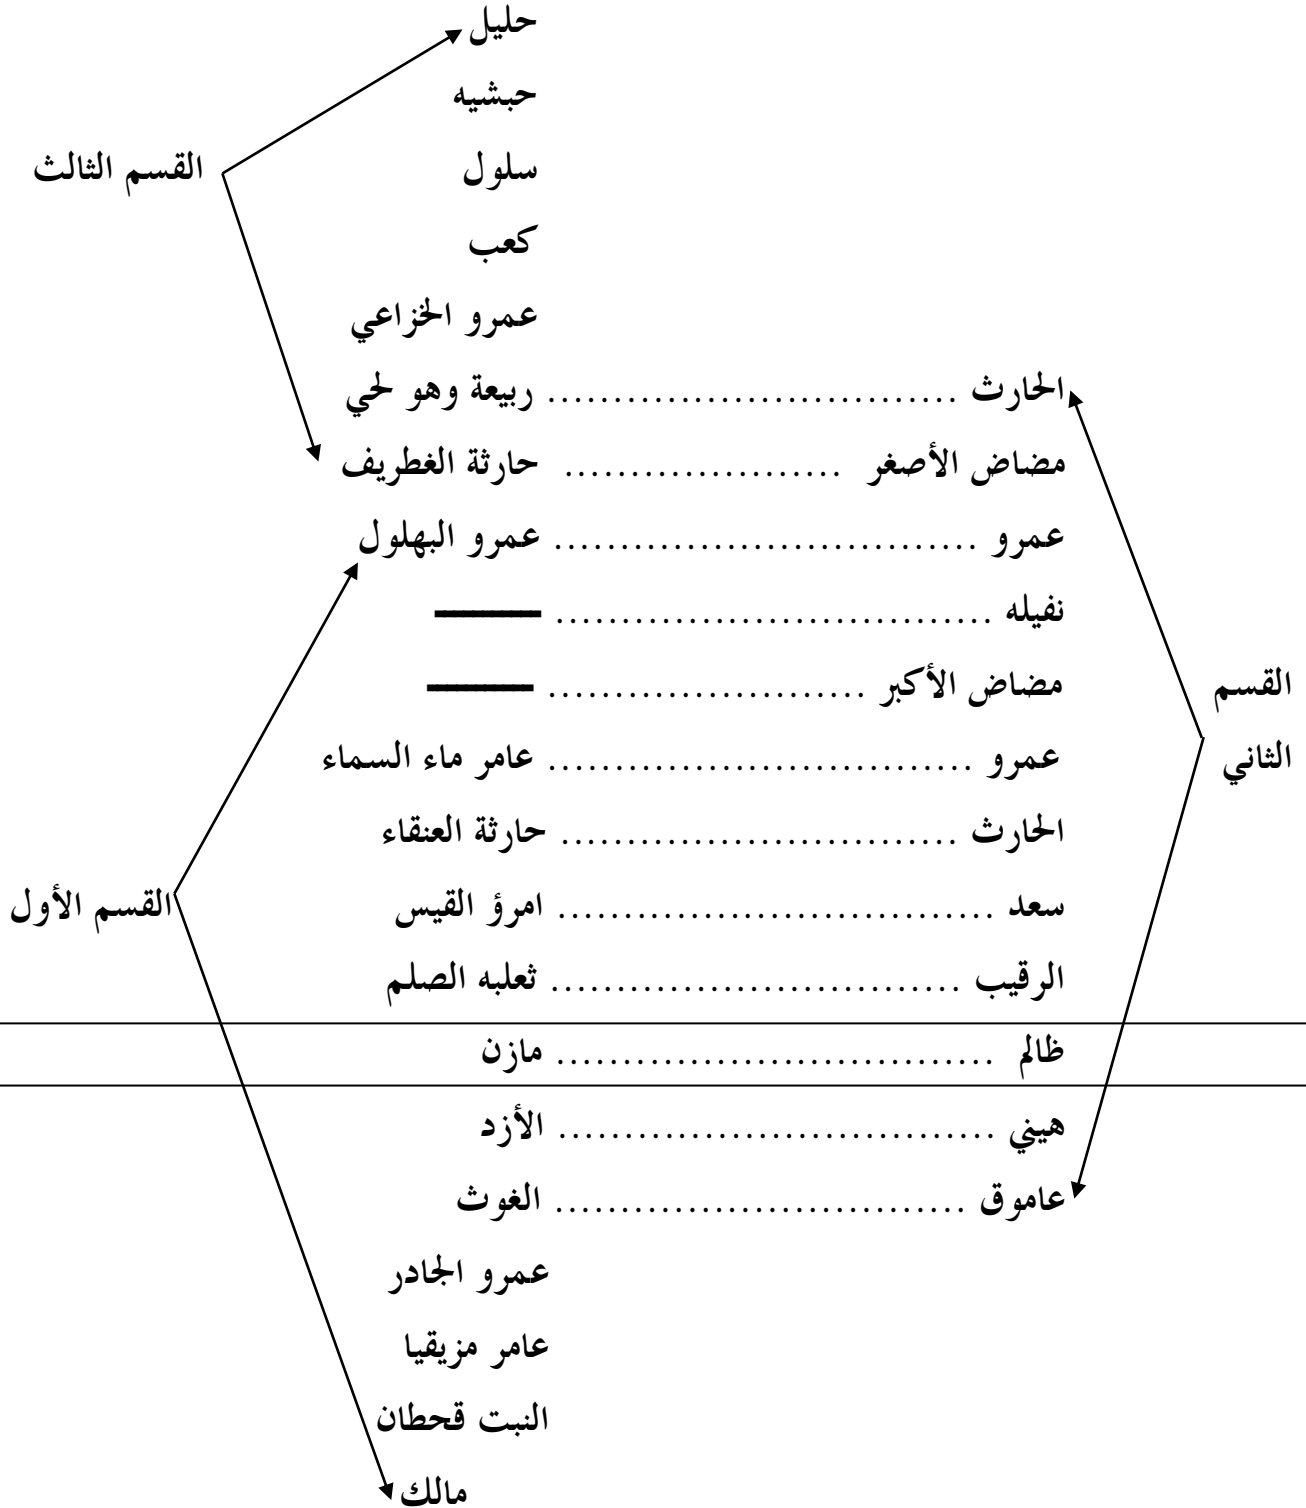 حليل
حبشيه
القسم الثالث
سلول
كعب
عمرو الخزاعي
الحارث ............................... ربيعة وهو لحي
مضاض الأصغر ..................... حارثة الغطريف
عمرو ................................ عمرو البهلول
نفيله .................................
مضاض الأكبر ........................
القسم
الثاني
عمرو ................................ عامر ماء السماء
الحارث .............................. حارثة العنقاء
القسم الأول
سعد ................................. امرؤ القيس
الرقيب ............................... ثعلبه الصلم
ظالم ................................. مازن
هيني ................................. الأزد
عاموق ............................... الغوث
عمرو الجادر
عامر مزيقيا
النبت قحطان
مالك